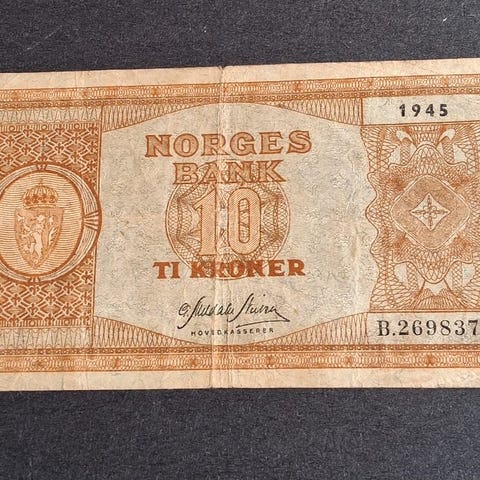 1945
NORGES
BANK
10
TI KRONER
HOVEDKASSERER
B.269837